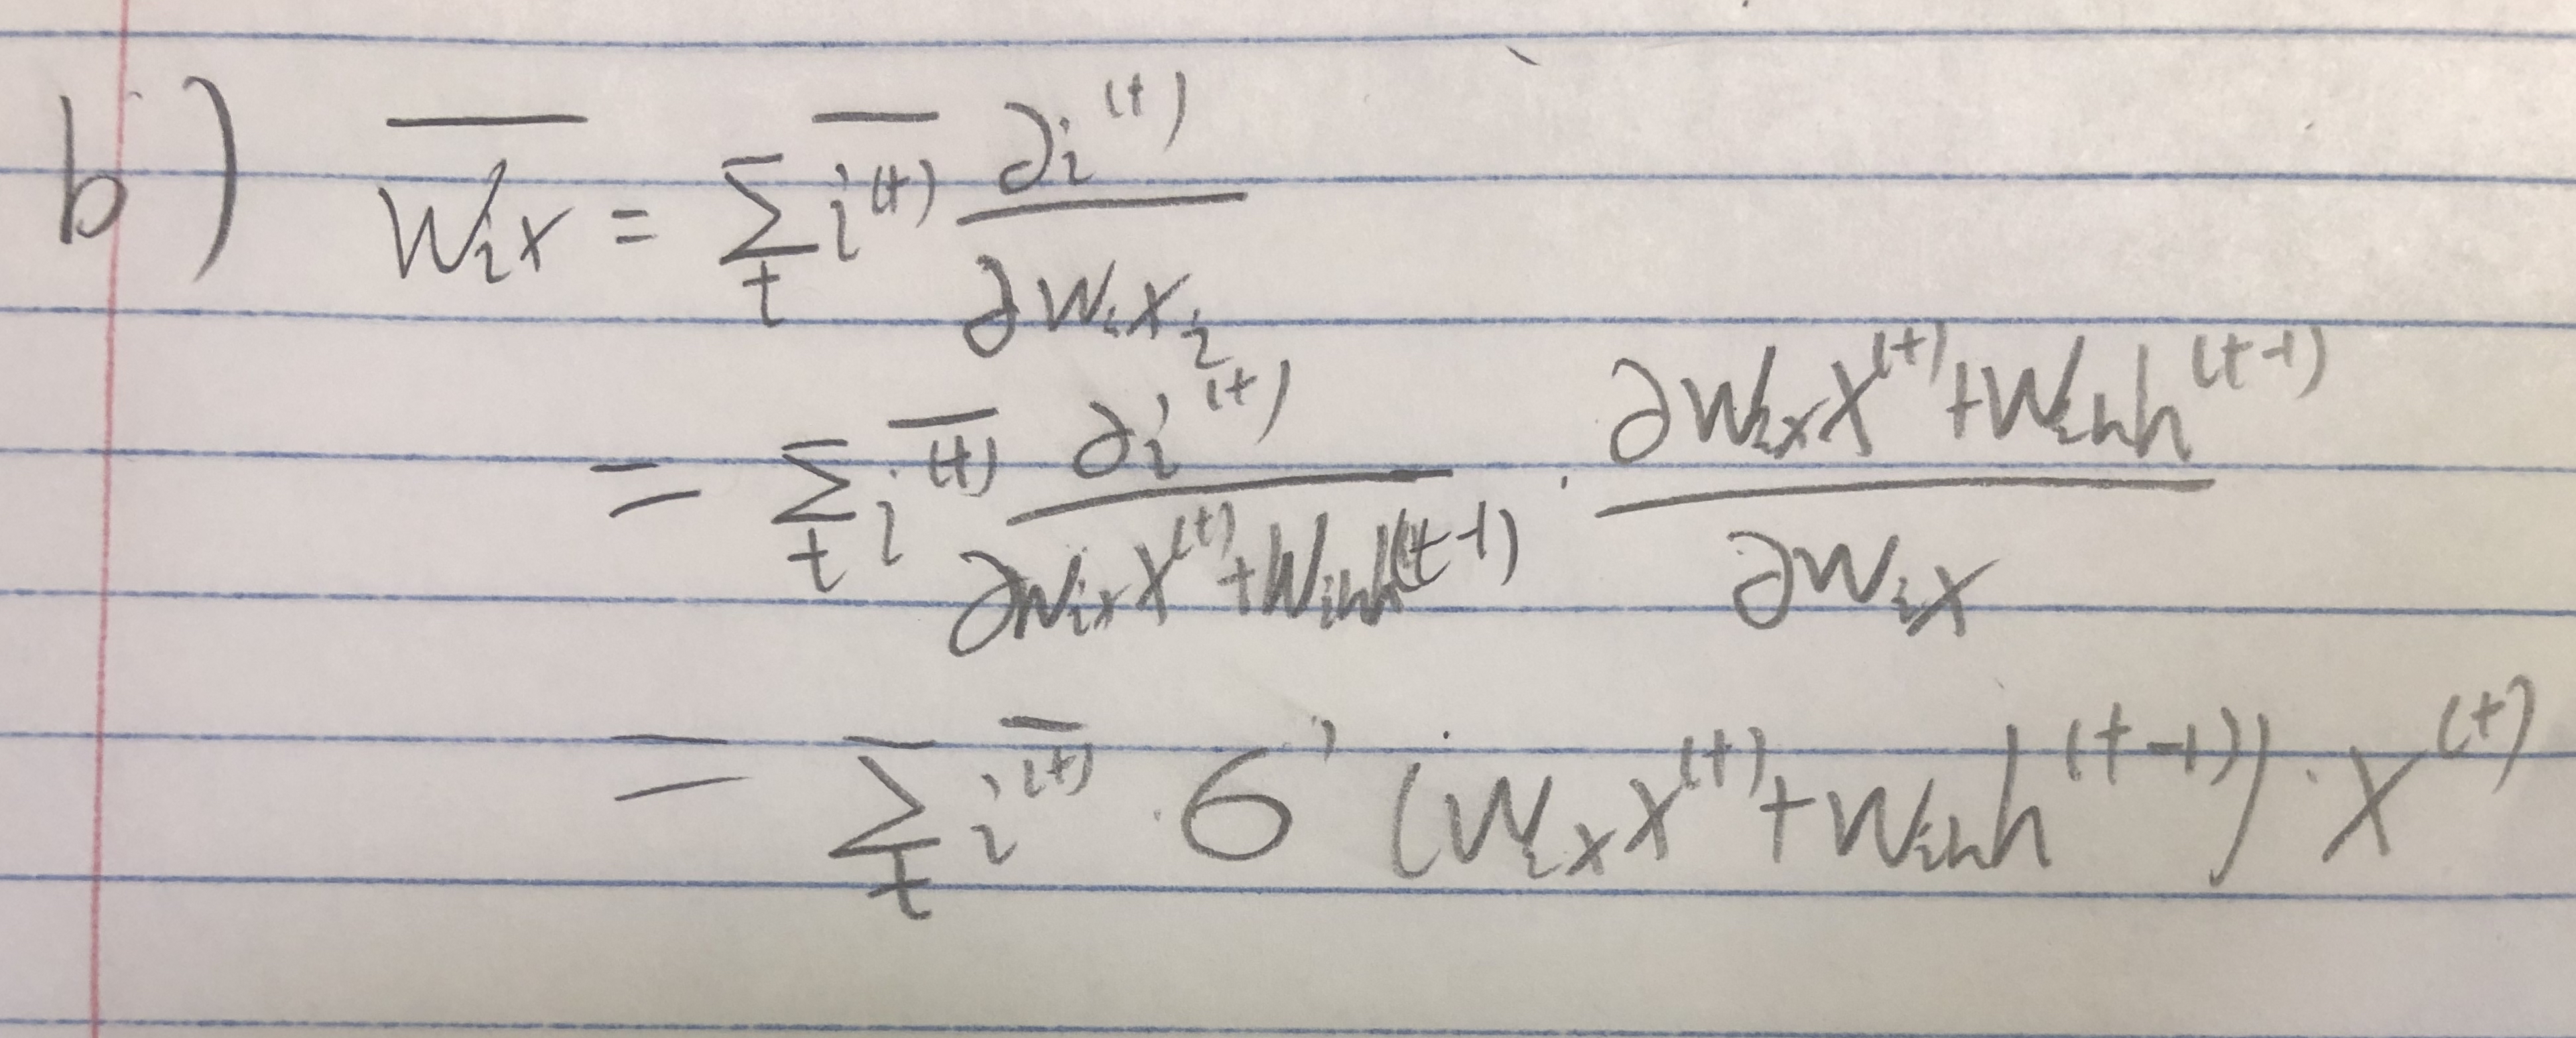 b) \overline{W_{ix}} = \sum_t \overline{i^{(t)}} \frac{\partial i^{(t)}}{\partial W_{ix_i}}
= \sum_t \overline{i^{(t)}} \frac{\partial i^{(t)}}{\partial W_{ix} X^{(t)} + W_{ih} h^{(t-1)}} \cdot \frac{\partial W_{ix} X^{(t)} + W_{ih} h^{(t-1)}}{\partial W_{ix}}
= \sum_t \overline{i^{(t)}} \cdot \sigma' (W_{ix} X^{(t)} + W_{ih} h^{(t-1)}) \cdot X^{(t)}